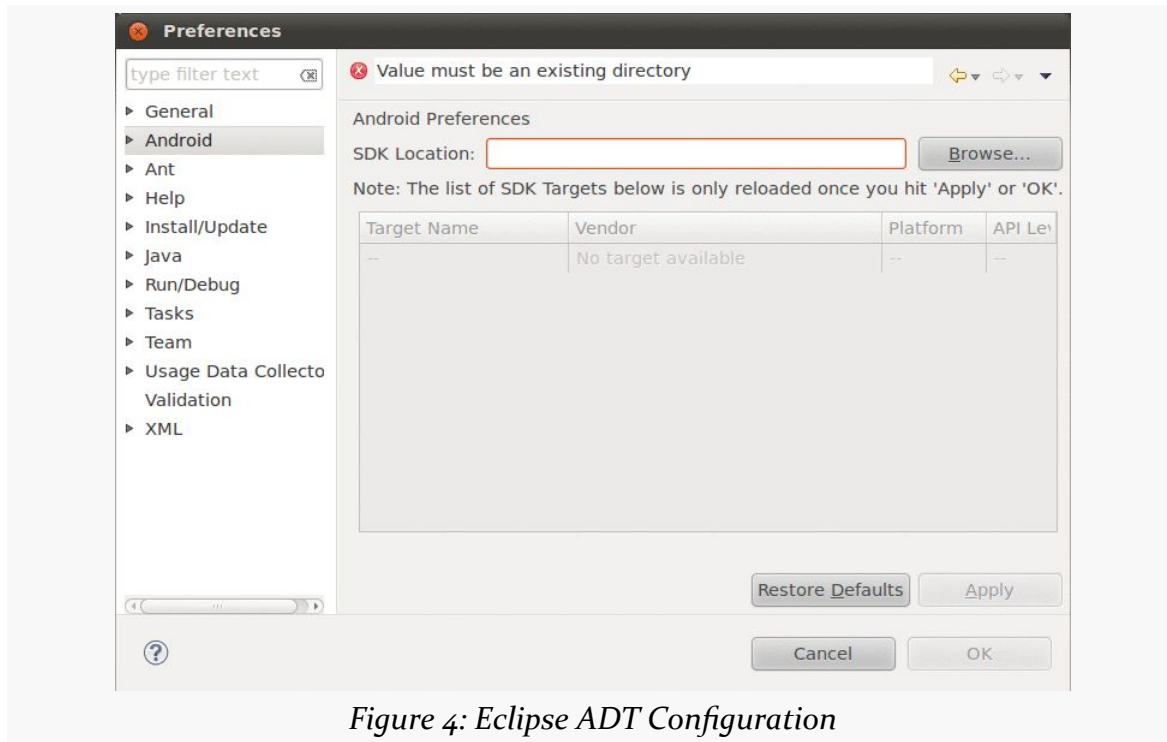 Preferences
type filter text
General
Android
Ant
Help
Install/Update
Java
Run/Debug
Tasks
Team
Usage Data Collecto
Validation
XML
Value must be an existing directory
Android Preferences
SDK Location: Browse...
Note: The list of SDK Targets below is only reloaded once you hit 'Apply' or 'OK'.
Target Name Vendor Platform API Lev
-- No target available -- --
Restore Defaults Apply
? Cancel OK
Figure 4: Eclipse ADT Configuration